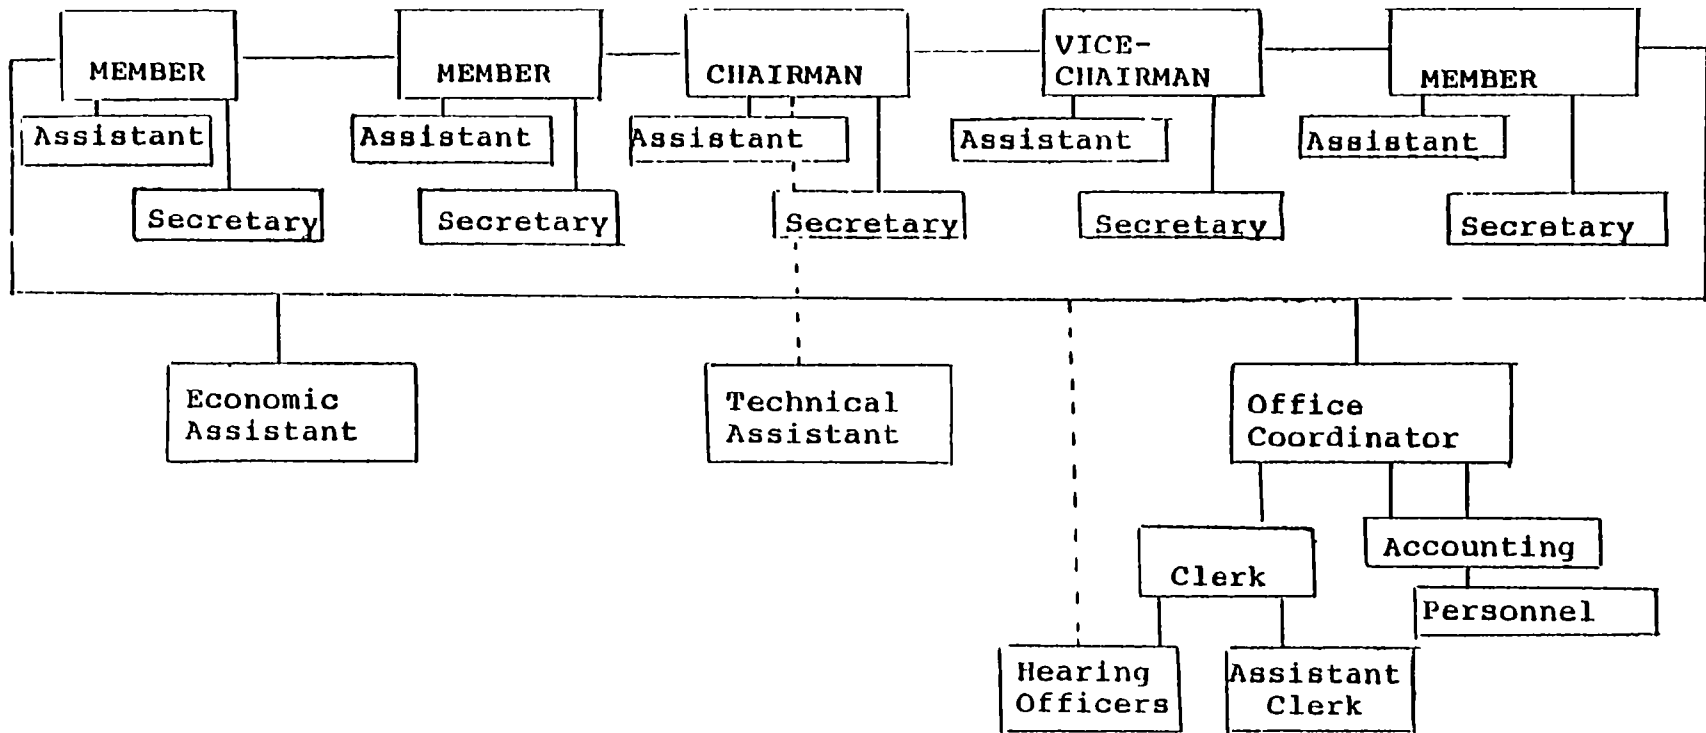 MEMBER
MEMBER
CHAIRMAN
VICE-
CHAIRMAN
MEMBER
Assistant
Assistant
Assistant
Assistant
Assistant
Secretary
Secretary
Secretary
Secretary
Secretary
Economic
Assistant
Technical
Assistant
Office
Coordinator
Clerk
Accounting
Personnel
Hearing
Officers
Assistant
Clerk